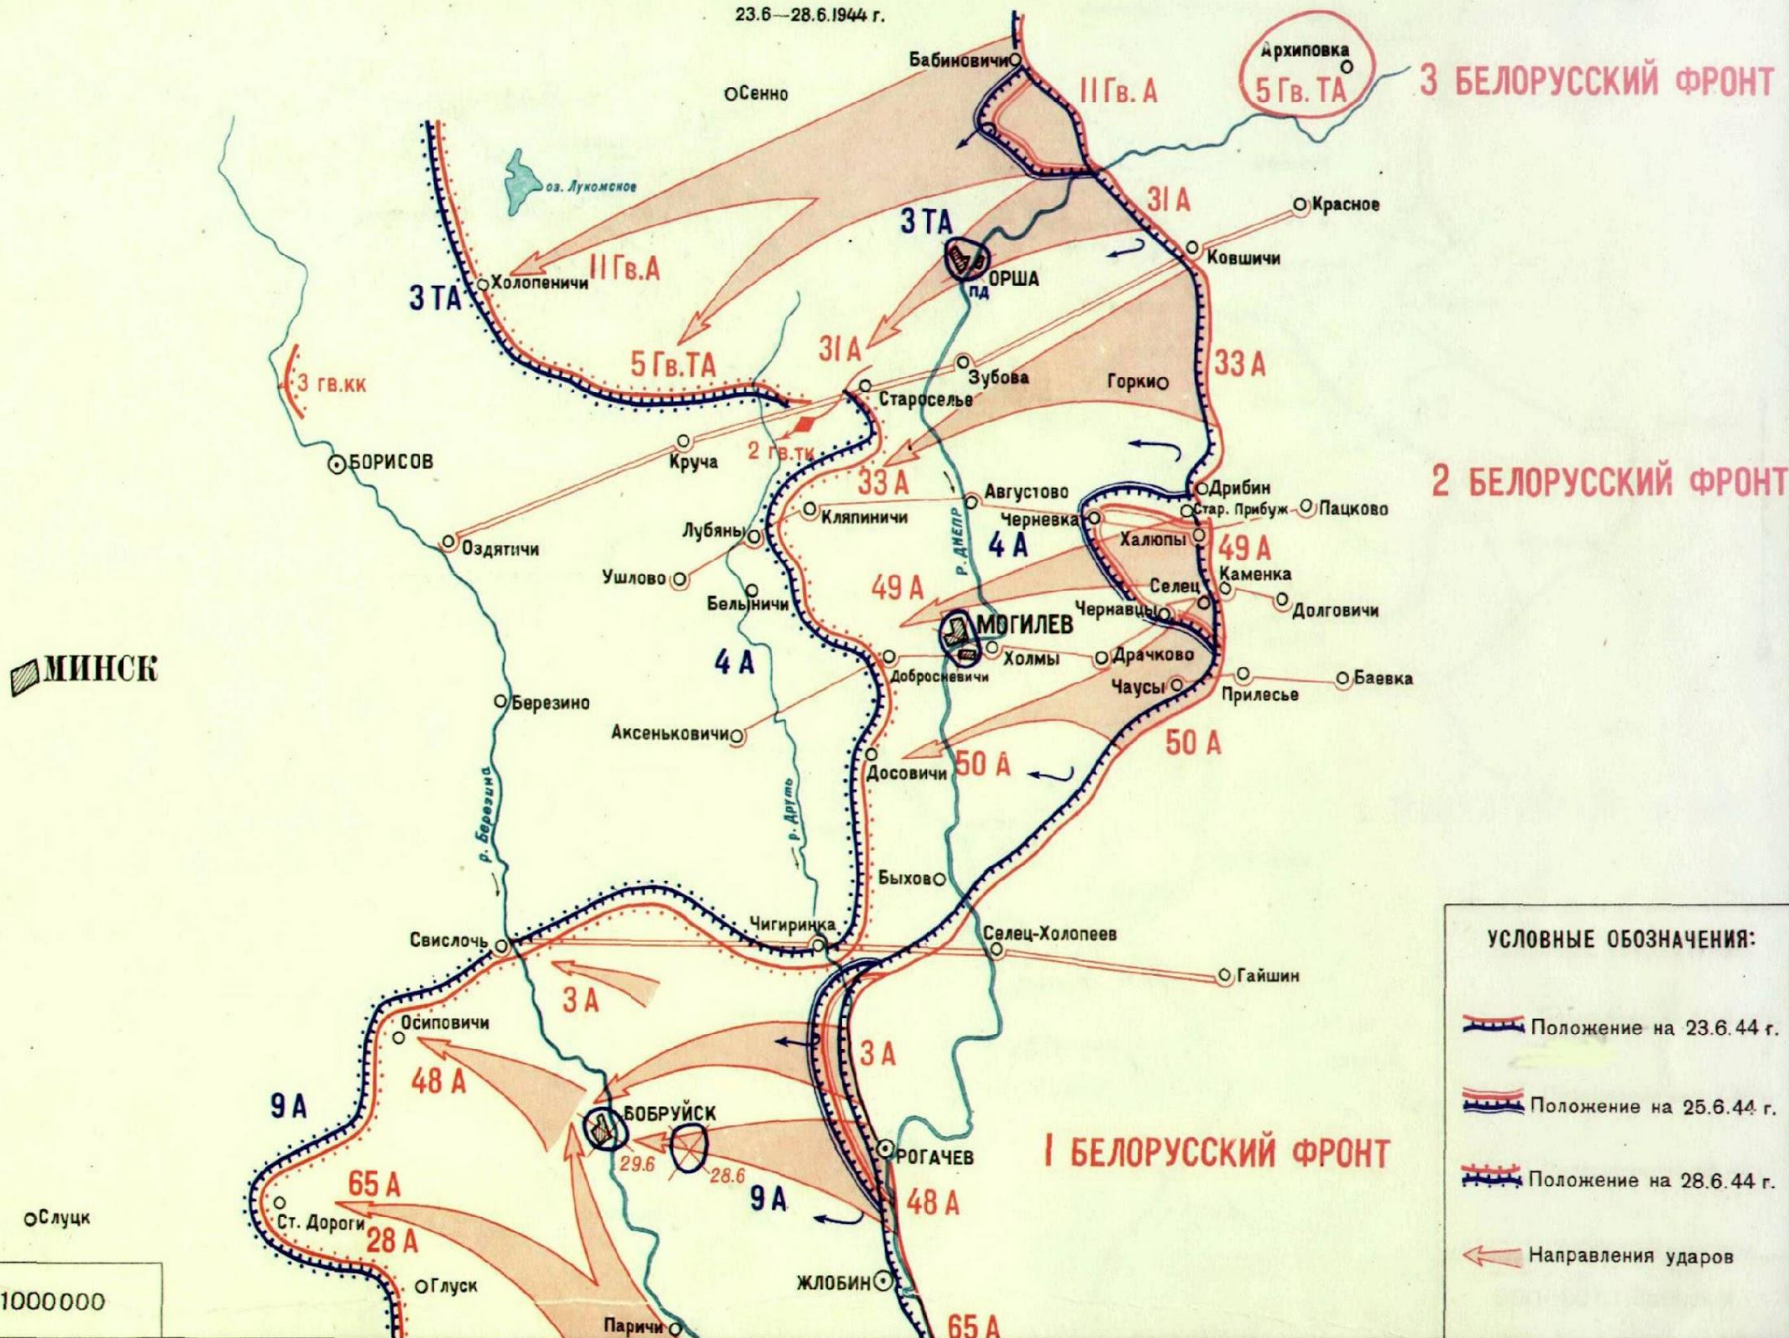 23.6—28.6.1944 г.
Бабиновичи
Архиповка
5 Гв. ТА
11 Гв. А
3 БЕЛОРУССКИЙ ФРОНТ
Сенно
оз. Лукомское
3 ТА
31 А
Красное
Ковшичи
ОРША
пд
Холопеничи
11 Гв. А
3 ТА
31 А
5 Гв. ТА
3 гв.кк
Зубова
Староселье
Горки
33 А
БОРИСОВ
Круча
2 гв.тк
33 А
2 БЕЛОРУССКИЙ ФРОНТ
Августово
Дрибин
Стар. Прибуж
Пацково
Кляпиничи
Черневка
Лубяны
р. ДНЕПР
4 А
Халюпы
49 А
Оздятичи
Ушлово
49 А
Каменка
Селец
Белыничи
Чернавцы
Долговичи
МОГИЛЕВ
МИНСК
4 А
Холмы
Драчково
Добросневичи
Чаусы
Прилесье
Баевка
Березино
Аксеньковичи
50 А
Досовичи
50 А
р. Березина
р. Друть
Быхов
Свислочь
Чигиринка
Селец-Холопеев
Гайшин
3 А
Осиповичи
3 А
48 А
9 А
БОБРУЙСК
29.6
28.6
РОГАЧЕВ
1 БЕЛОРУССКИЙ ФРОНТ
65 А
9 А
48 А
Слуцк
Ст. Дороги
28 А
Глуск
ЖЛОБИН
Паричи
65 А
1000000
УСЛОВНЫЕ ОБОЗНАЧЕНИЯ:
Положение на 23.6.44 г.
Положение на 25.6.44 г.
Положение на 28.6.44 г.
Направления ударов